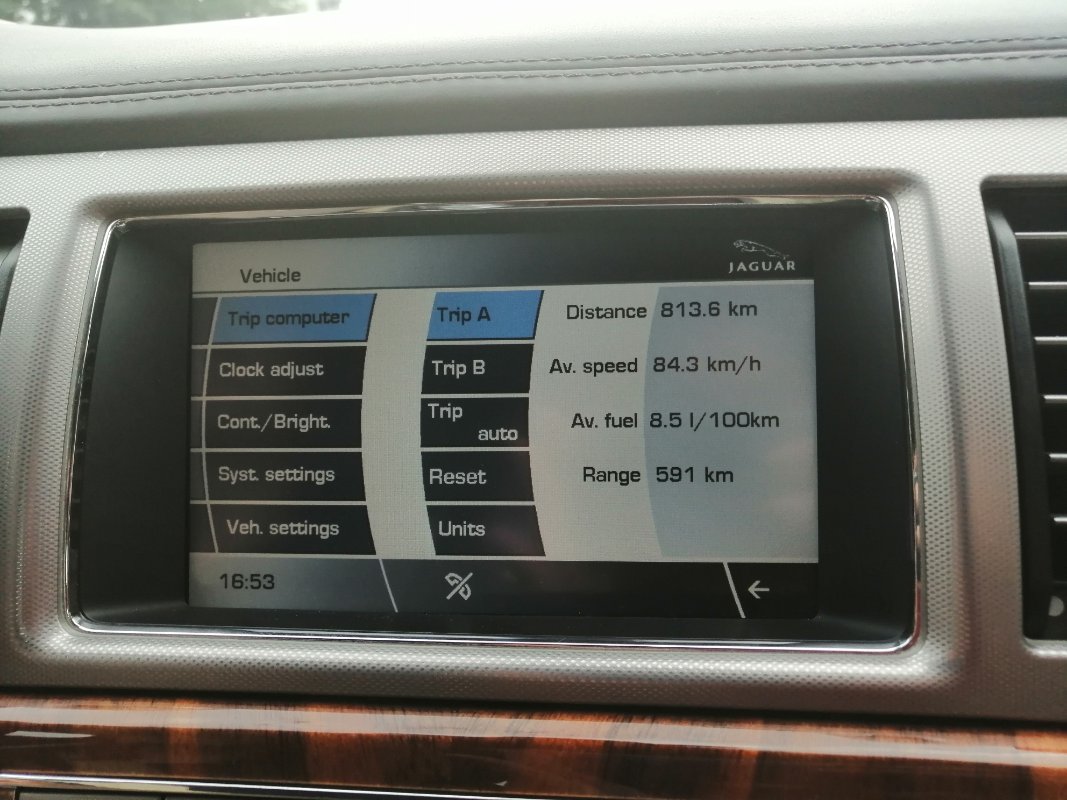 Vehicle
JAGUAR
Trip computer
Clock adjust
Cont./Bright.
Syst. settings
Veh. settings
Trip A
Trip B
Trip
auto
Reset
Units
Distance 813.6 km
Av. speed 84.3 km/h
Av. fuel 8.5 l/100km
Range 591 km
16:53